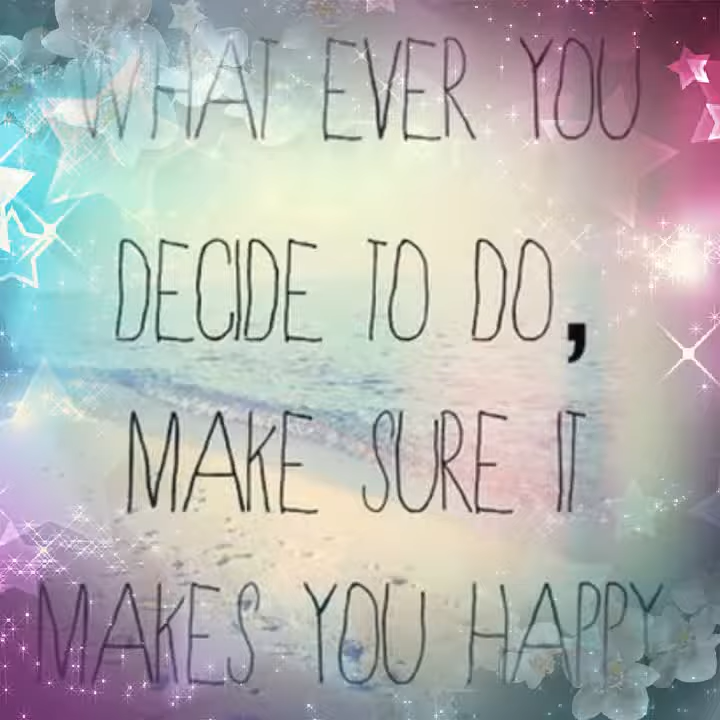 WHAT EVER YOU
DECIDE TO DO,
MAKE SURE IT
MAKES YOU HAPPY